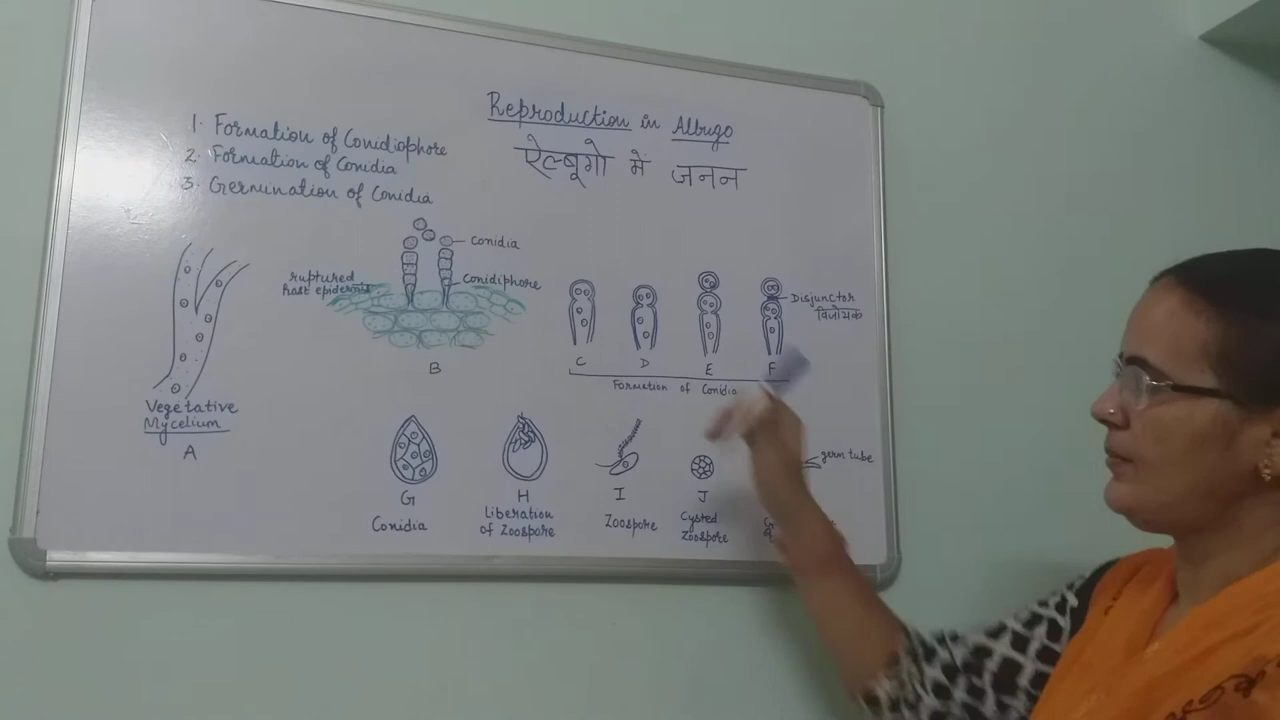 Reproduction in Albugo
ऐल्बूगो में जनन
1. Formation of Conidiophore
2. Formation of Conidia
3. Germination of Conidia
Vegetative
Mycelium
A
ruptured
host epidermis
Conidia
Conidiphore
B
C
D
E
F
Disjunctor
वियोजक
Formation of Conidia
G
Conidia
H
Liberation
of Zoospore
I
Zoospore
J
Cysted
Zoospore
germ tube